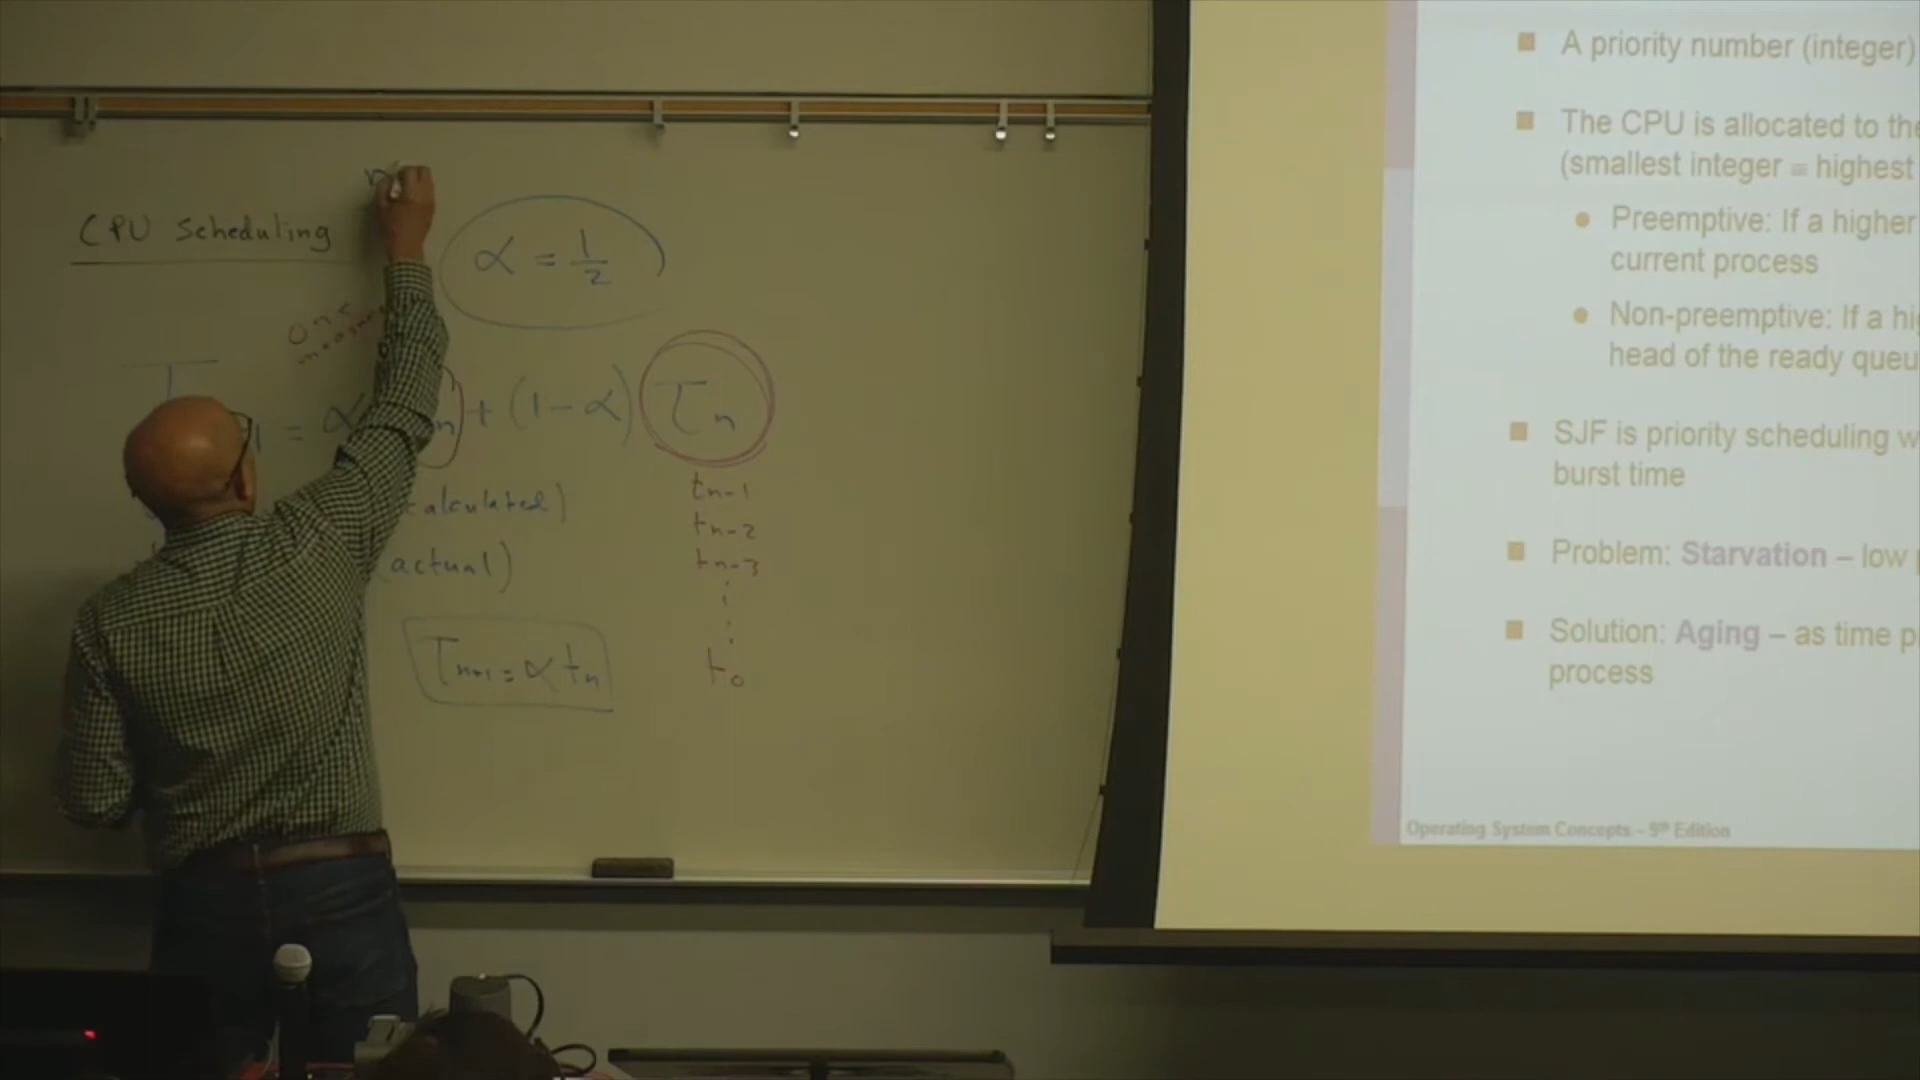 CPU Scheduling
α = 1/2
one
= α + (1 - α) τn
tn-1
tn-2
tn-3
t0
calculated)
(actual)
τn+1 = α tn
A priority number (integer)
The CPU is allocated to the
(smallest integer ≡ highest
Preemptive: If a higher
current process
Non-preemptive: If a hi
head of the ready queu
SJF is priority scheduling w
burst time
Problem: Starvation – low
Solution: Aging – as time p
process
Operating System Concepts – 9th Edition